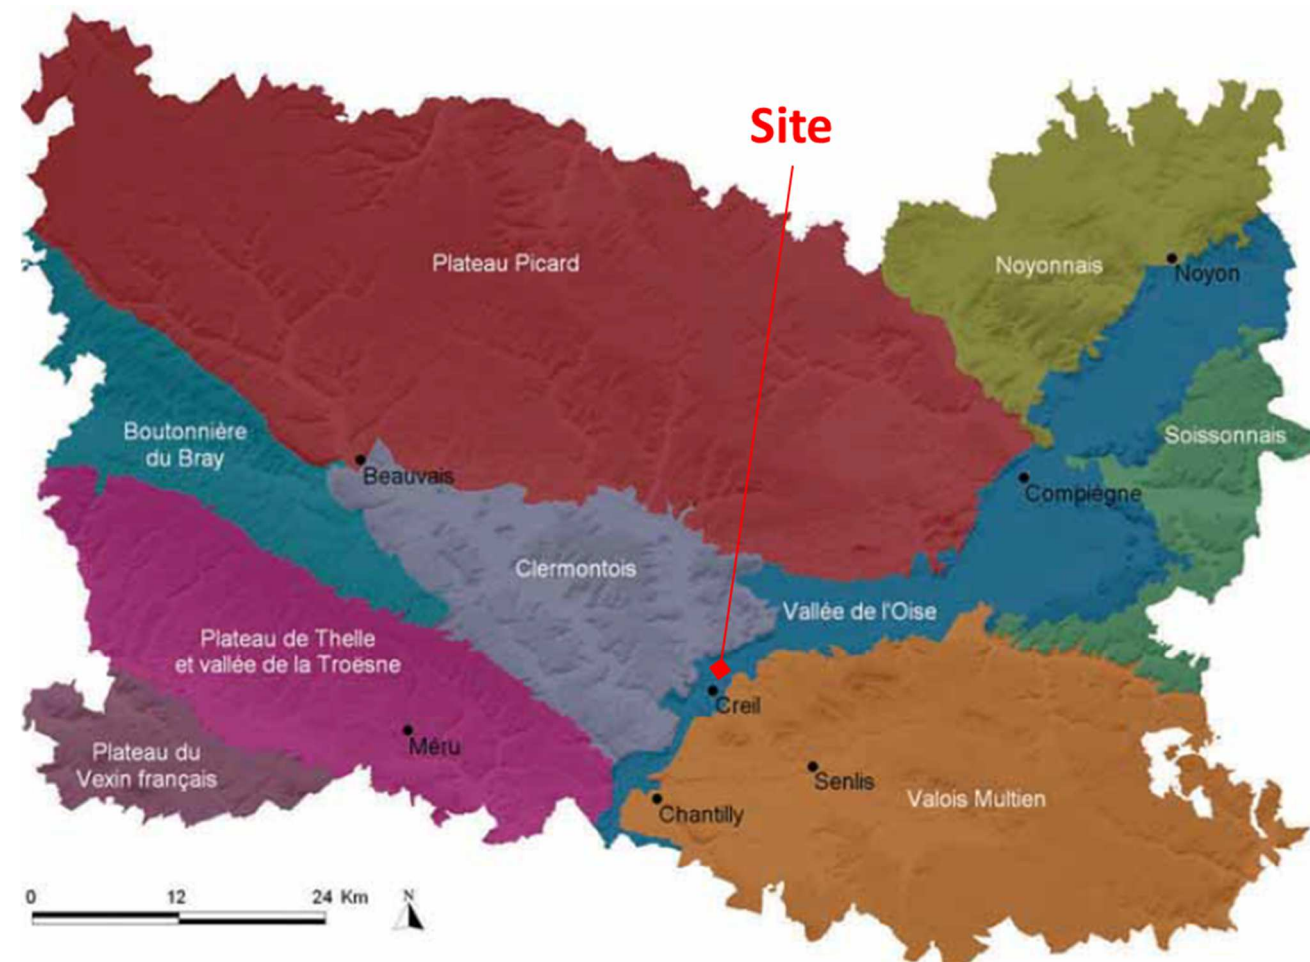 Site
Plateau Picard
Noyonnais
Noyon
Boutonnière
du Bray
Soissonnais
Beauvais
Compiègne
Clermontois
Vallée de l'Oise
Plateau de Thelle
et vallée de la Troësne
Creil
Méru
Plateau du
Vexin français
Senlis
Valois Multien
Chantilly
0 12 24 Km
N